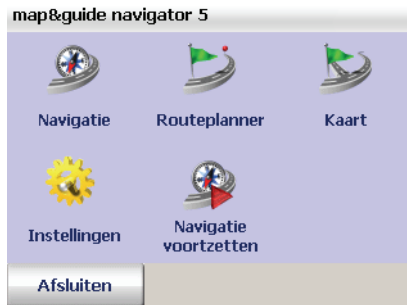 map&guide navigator 5
Navigatie
Routeplanner
Kaart
Instellingen
Navigatie
voortzetten
Afsluiten